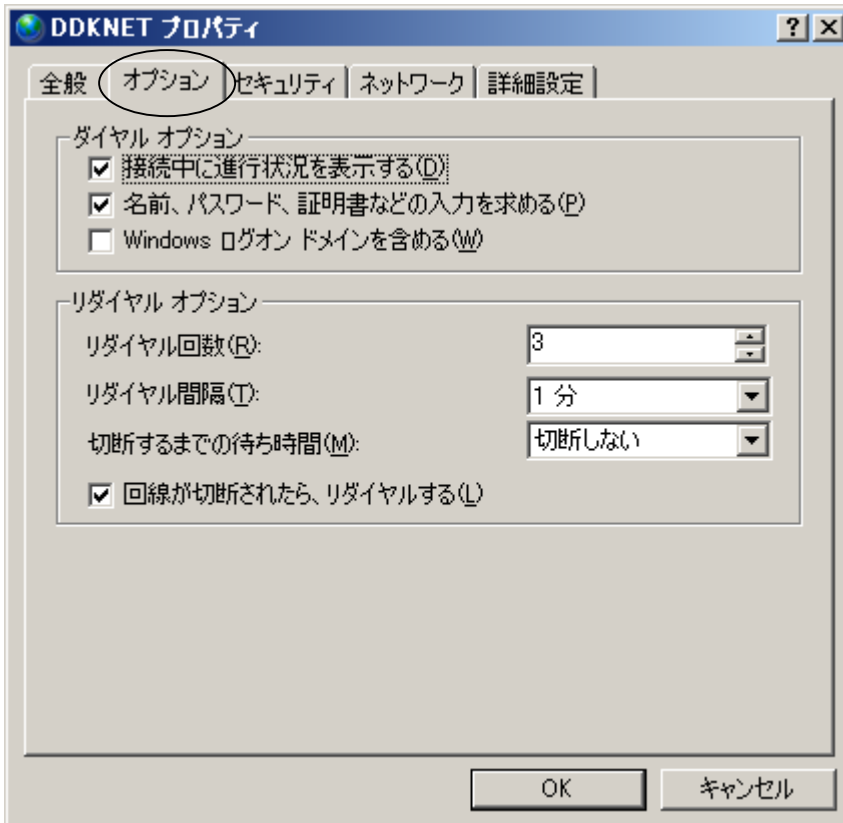 DDKNET プロパティ
全般 オプション セキュリティ ネットワーク 詳細設定
ダイヤル オプション
接続中に進行状況を表示する(D)
名前、パスワード、証明書などの入力を求める(P)
Windows ログオン ドメインを含める(W)
リダイヤル オプション
リダイヤル回数(R): 3
リダイヤル間隔(T): 1 分
切断するまでの待ち時間(M): 切断しない
回線が切断されたら、リダイヤルする(L)
OK キャンセル